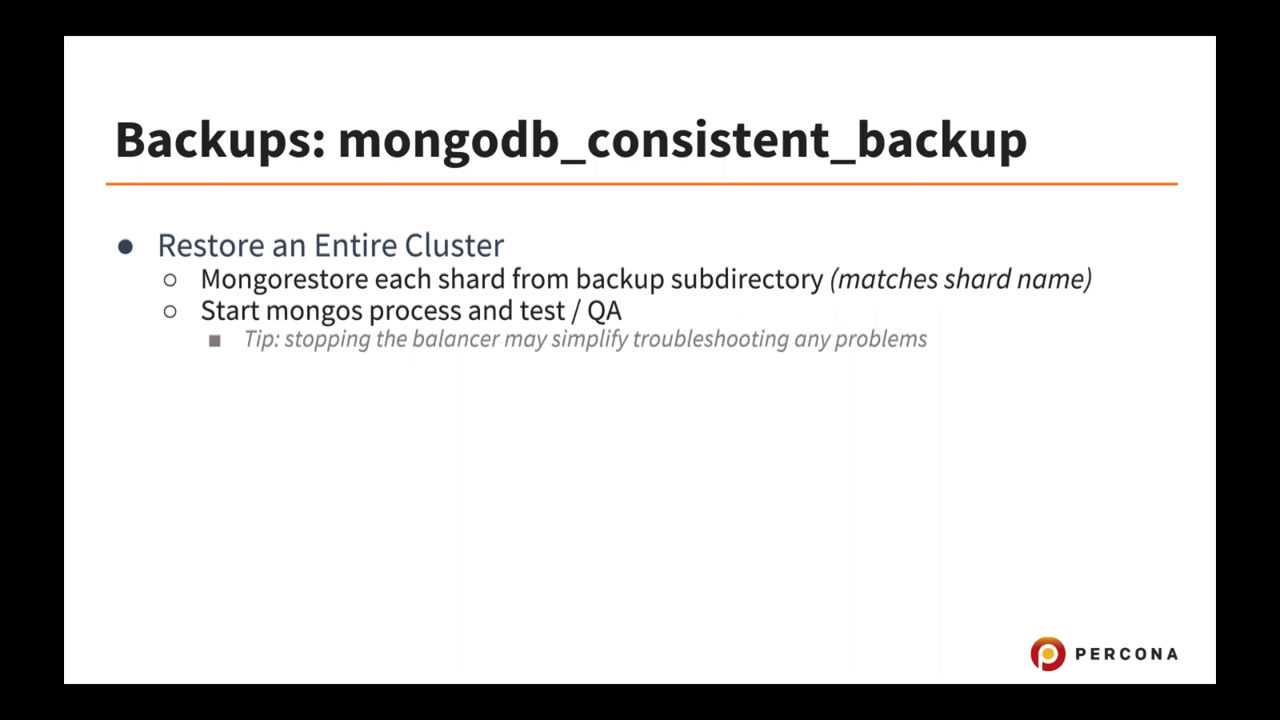 Backups: mongodb_consistent_backup
● Restore an Entire Cluster
○ Mongorestore each shard from backup subdirectory (matches shard name)
○ Start mongos process and test / QA
■ Tip: stopping the balancer may simplify troubleshooting any problems
PERCONA